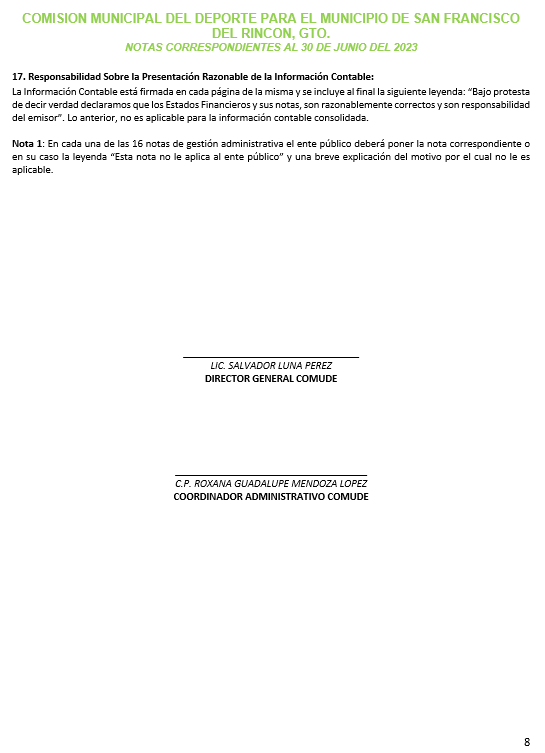 COMISION MUNICIPAL DEL DEPORTE PARA EL MUNICIPIO DE SAN FRANCISCO
DEL RINCON, GTO.
NOTAS CORRESPONDIENTES AL 30 DE JUNIO DEL 2023
17. Responsabilidad Sobre la Presentación Razonable de la Información Contable:
La Información Contable está firmada en cada página de la misma y se incluye al final la siguiente leyenda: “Bajo protesta
de decir verdad declaramos que los Estados Financieros y sus notas, son razonablemente correctos y son responsabilidad
del emisor”. Lo anterior, no es aplicable para la información contable consolidada.
Nota 1: En cada una de las 16 notas de gestión administrativa el ente público deberá poner la nota correspondiente o
en su caso la leyenda “Esta nota no le aplica al ente público” y una breve explicación del motivo por el cual no le es
aplicable.
LIC. SALVADOR LUNA PEREZ
DIRECTOR GENERAL COMUDE
C.P. ROXANA GUADALUPE MENDOZA LOPEZ
COORDINADOR ADMINISTRATIVO COMUDE
8